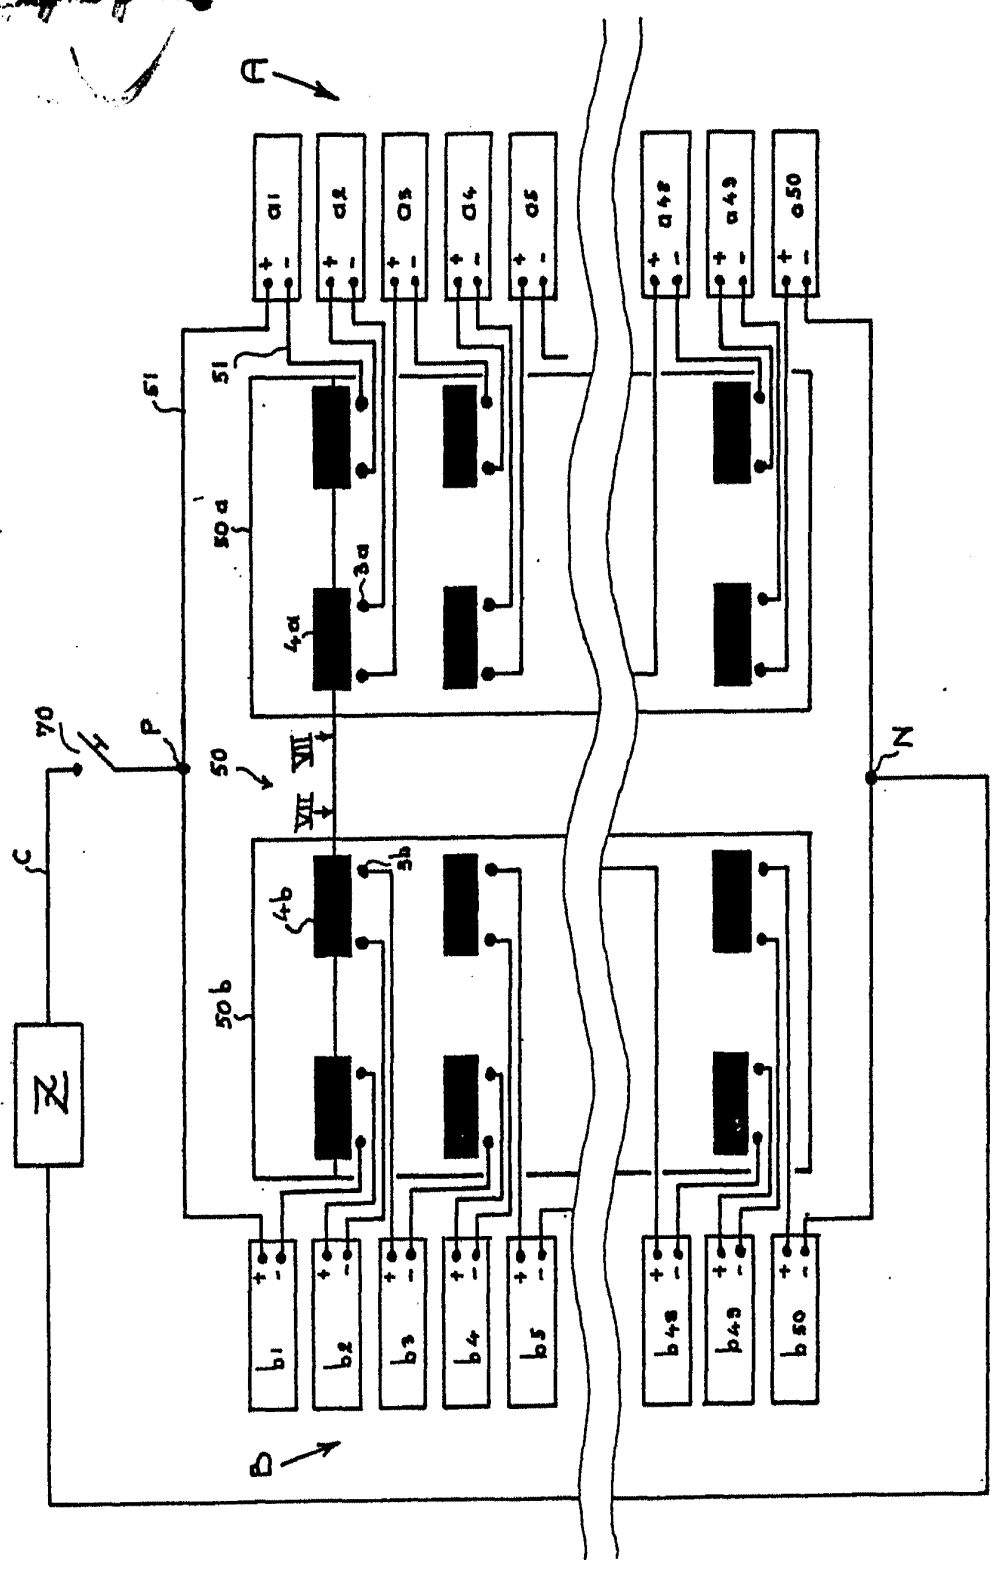 A
a1 + -
a2 + -
a3 + -
a4 + -
a5 + -
a48 + -
a49 + -
a50 + -
51
51
50a
3a
4a
70
P
VII
VII
50
N
C
3b
4b
50b
Z
b1 + -
b2 + -
b3 + -
b4 + -
b5 + -
b48 + -
b49 + -
b50 + -
B